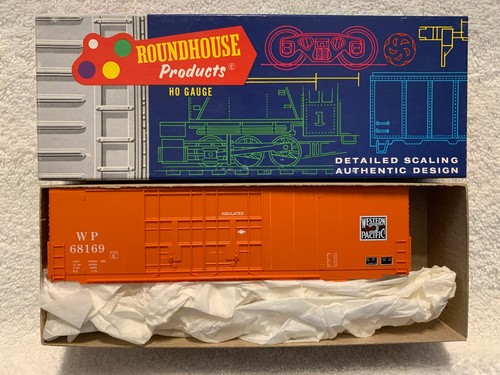 ROUNDHOUSE
Products ©
HO GAUGE
1
DETAILED SCALING
AUTHENTIC DESIGN
INSULATED
WP
68169
WESTERN
PACIFIC